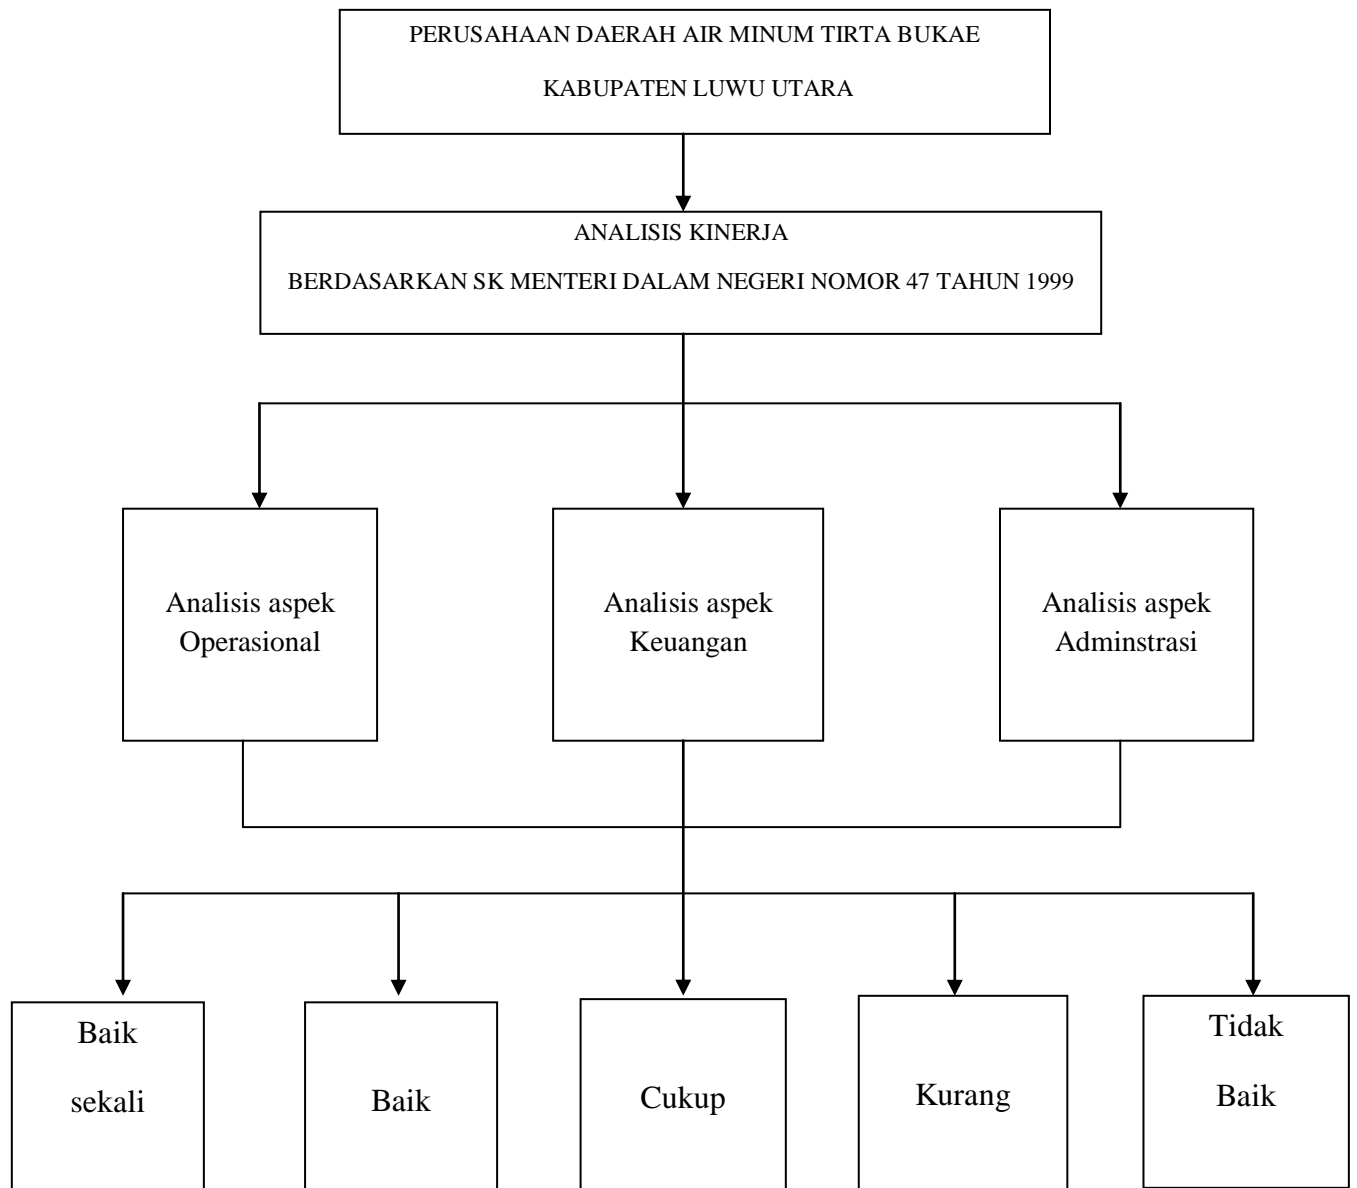 PERUSAHAAN DAERAH AIR MINUM TIRTA BUKAE
KABUPATEN LUWU UTARA
ANALISIS KINERJA
BERDASARKAN SK MENTERI DALAM NEGERI NOMOR 47 TAHUN 1999
Analisis aspek
Operasional
Analisis aspek
Keuangan
Analisis aspek
Adminstrasi
Baik
sekali
Baik
Cukup
Kurang
Tidak
Baik